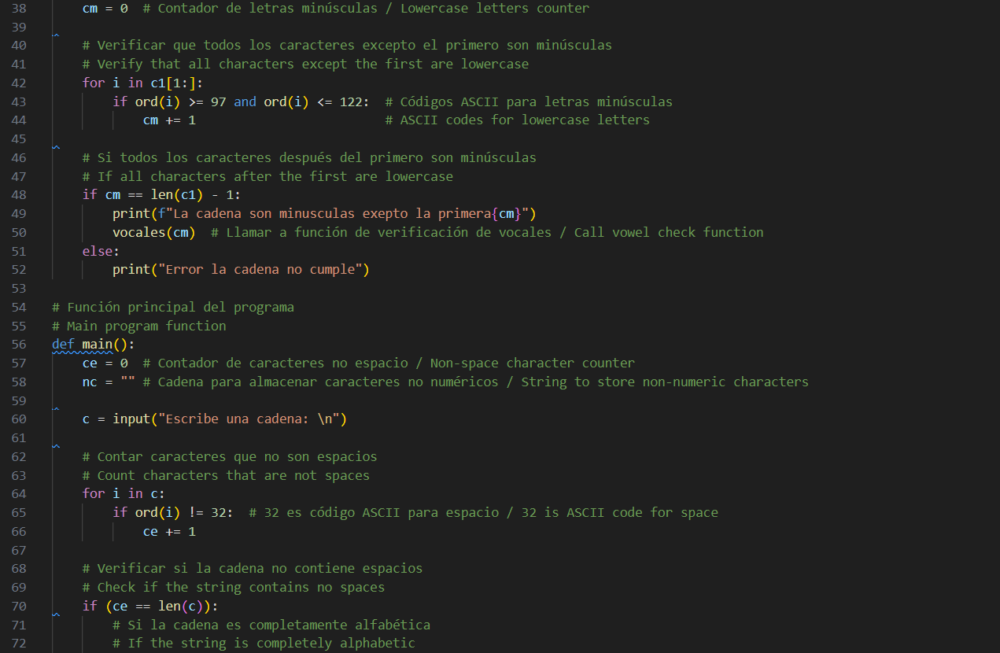 38 cm = 0  # Contador de letras minúsculas / Lowercase letters counter
39
40 # Verificar que todos los caracteres excepto el primero son minúsculas
41 # Verify that all characters except the first are lowercase
42 for i in c1[1:]:
43 if ord(i) >= 97 and ord(i) <= 122:  # Códigos ASCII para letras minúsculas
44 cm += 1  # ASCII codes for lowercase letters
45
46 # Si todos los caracteres después del primero son minúsculas
47 # If all characters after the first are lowercase
48 if cm == len(c1) - 1:
49 print(f"La cadena son minusculas exepto la primera{cm}")
50 vocales(cm)  # Llamar a función de verificación de vocales / Call vowel check function
51 else:
52 print("Error la cadena no cumple")
53
54 # Función principal del programa
55 # Main program function
56 def main():
57 ce = 0  # Contador de caracteres no espacio / Non-space character counter
58 nc = "" # Cadena para almacenar caracteres no numéricos / String to store non-numeric characters
59
60 c = input("Escribe una cadena: \n")
61
62 # Contar caracteres que no son espacios
63 # Count characters that are not spaces
64 for i in c:
65 if ord(i) != 32:  # 32 es código ASCII para espacio / 32 is ASCII code for space
66 ce += 1
67
68 # Verificar si la cadena no contiene espacios
69 # Check if the string contains no spaces
70 if (ce == len(c)):
71 # Si la cadena es completamente alfabética
72 # If the string is completely alphabetic